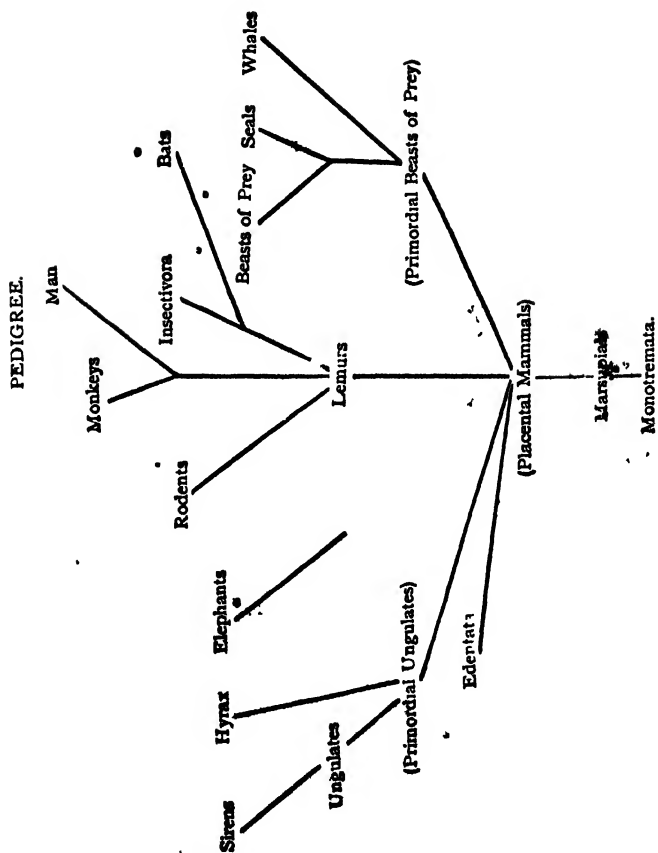 PEDIGREE.
Man
Monkeys
Bats
Insectivora
Whales
Seals
Beasts of Prey
Rodents
Elephants
Hyrax
Sirens
Lemurs
Ungulates
(Primordial Beasts of Prey)
(Primordial Ungulates)
Edentata
(Placental Mammals)
Marsupials
Monotremata.